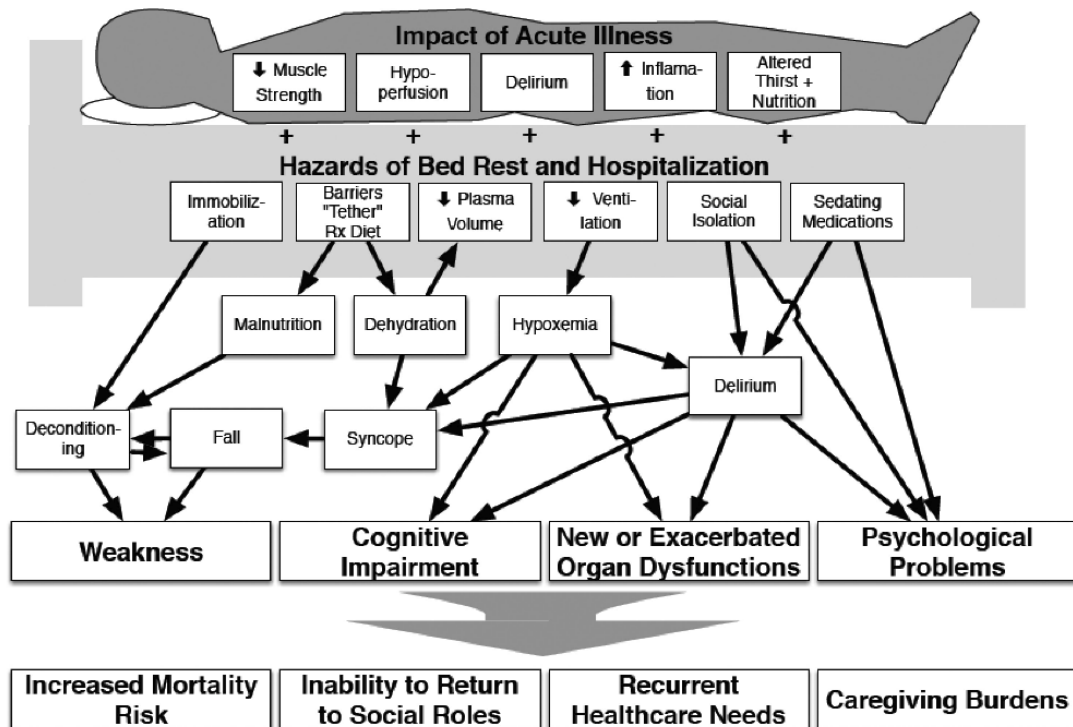 Impact of Acute Illness
🡇 Muscle
Strength
Hypo-
perfusion
Delirium
🡅 Inflama-
tion
Altered
Thirst +
Nutrition
+ + + + +
Hazards of Bed Rest and Hospitalization
Immobiliz-
ation
Barriers
"Tether"
Rx Diet
🡇 Plasma
Volume
🡇 Venti-
lation
Social
Isolation
Sedating
Medications
Malnutrition
Dehydration
Hypoxemia
Delirium
Decondition-
ing
Fall
Syncope
Weakness
Cognitive
Impairment
New or Exacerbated
Organ Dysfunctions
Psychological
Problems
Increased Mortality
Risk
Inability to Return
to Social Roles
Recurrent
Healthcare Needs
Caregiving Burdens